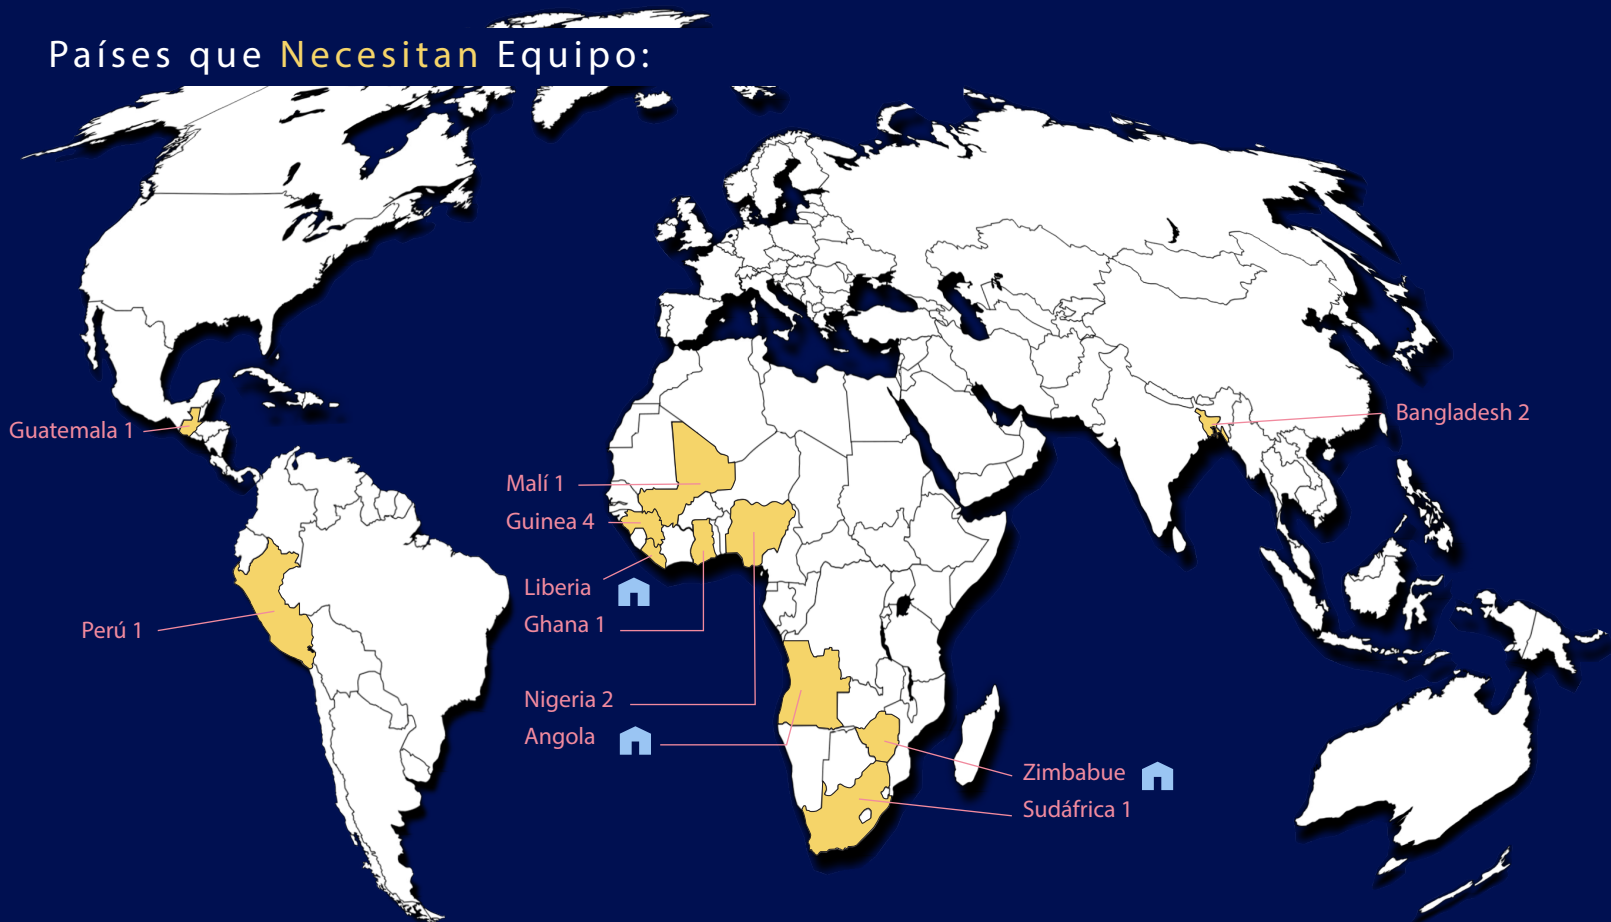 Países que Necesitan Equipo:
Guatemala 1
Bangladesh 2
Malí 1
Guinea 4
Liberia
Ghana 1
Perú 1
Nigeria 2
Angola
Zimbabue
Sudáfrica 1